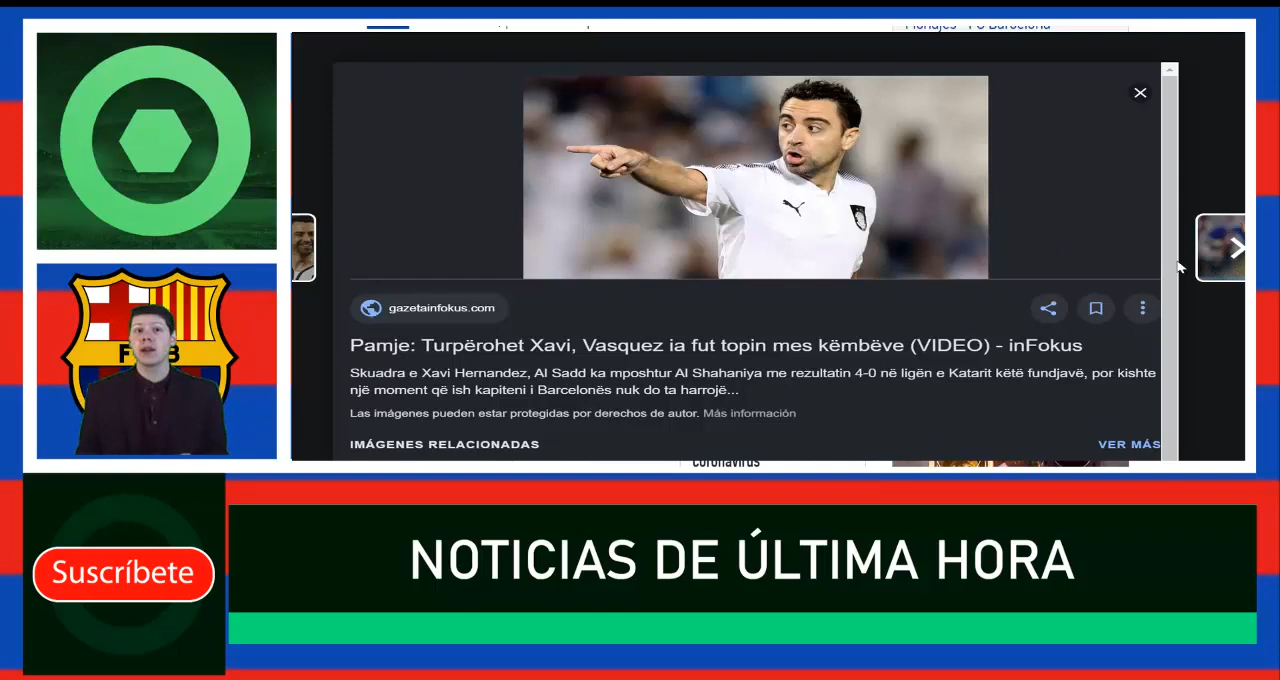 gazetainfokus.com
Pamje: Turpërohet Xavi, Vasquez ia fut topin mes këmbëve (VIDEO) - inFokus
Skuadra e Xavi Hernandez, Al Sadd ka mposhtur Al Shahaniya me rezultatin 4-0 në ligën e Katarit këtë fundjavë, por kishte
një moment që ish kapiteni i Barcelonës nuk do ta harrojë...
Las imágenes pueden estar protegidas por derechos de autor. Más información
IMÁGENES RELACIONADAS
VER MÁS
coronavirus
Suscríbete
NOTICIAS DE ÚLTIMA HORA